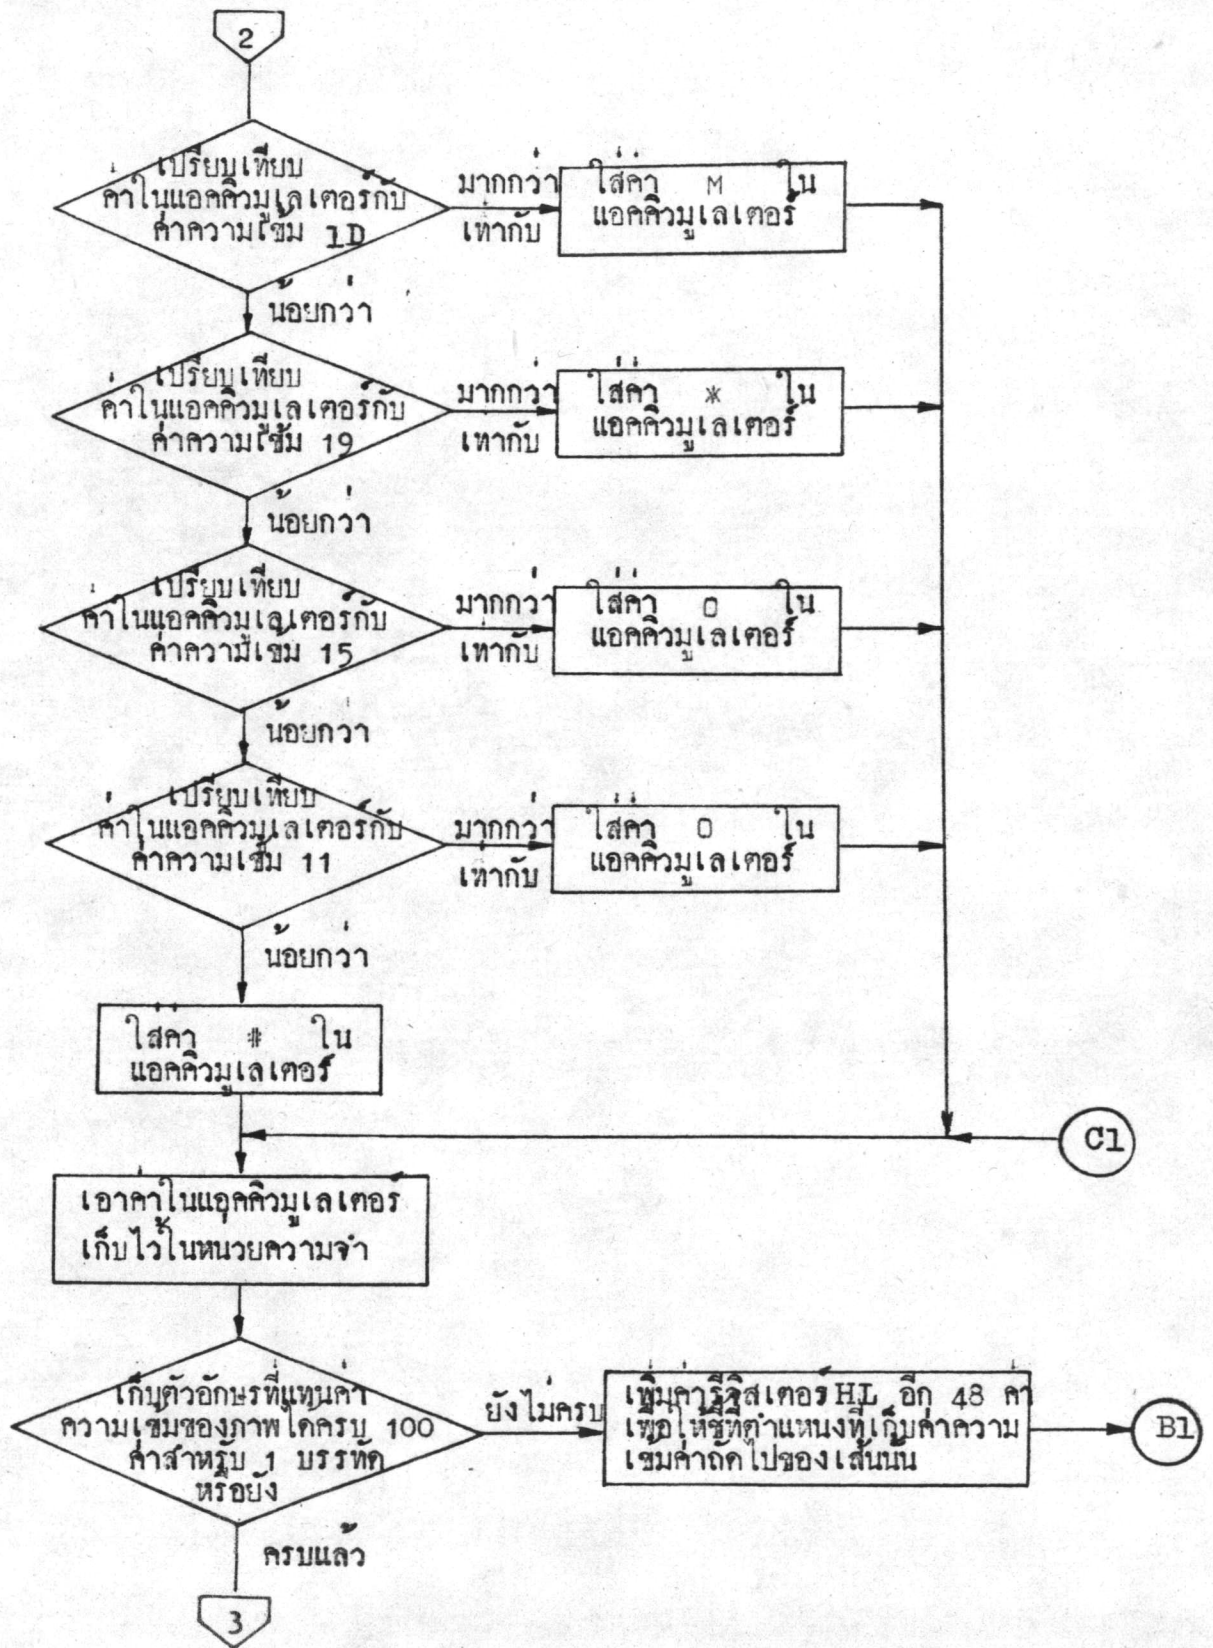 2
เปรียบเทียบ
ค่าในแอคคิวมูเลเตอร์กับ
ค่าความเข้ม 1D
มากกว่า
เท่ากับ
ใส่ค่า M ใน
แอคคิวมูเลเตอร์
น้อยกว่า
เปรียบเทียบ
ค่าในแอคคิวมูเลเตอร์กับ
ค่าความเข้ม 19
มากกว่า
เท่ากับ
ใส่ค่า * ใน
แอคคิวมูเลเตอร์
น้อยกว่า
เปรียบเทียบ
ค่าในแอคคิวมูเลเตอร์กับ
ค่าความเข้ม 15
มากกว่า
เท่ากับ
ใส่ค่า O ใน
แอคคิวมูเลเตอร์
น้อยกว่า
เปรียบเทียบ
ค่าในแอคคิวมูเลเตอร์กับ
ค่าความเข้ม 11
มากกว่า
เท่ากับ
ใส่ค่า O ใน
แอคคิวมูเลเตอร์
น้อยกว่า
ใส่ค่า # ใน
แอคคิวมูเลเตอร์
C1
เอาค่าในแอคคิวมูเลเตอร์
เก็บไว้ในหน่วยความจำ
เก็บตัวอักษรที่แทนค่า
ความเข้มของภาพได้ครบ 100
ค่าสำหรับ 1 บรรทัด
หรือยัง
ยังไม่ครบ
เพิ่มค่ารีจิสเตอร์ HL อีก 48 ค่า
เพื่อให้ชี้ที่ตำแหน่งที่เก็บค่าความ
เข้มค่าถัดไปของเส้นนั้น
B1
ครบแล้ว
3